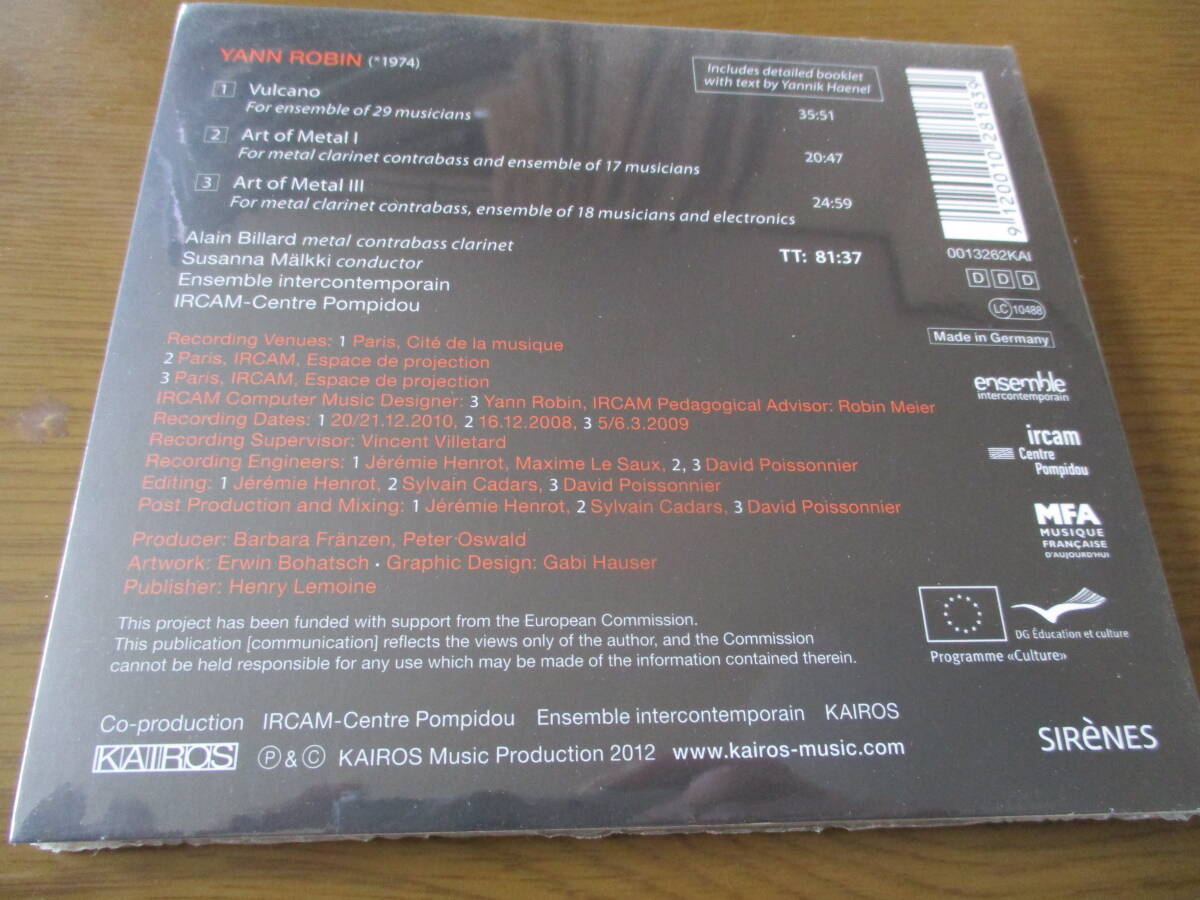 YANN ROBIN (*1974)
Includes detailed booklet
with text by Yannik Haenel
1 Vulcano
For ensemble of 29 musicians 35:51
2 Art of Metal I
For metal clarinet contrabass and ensemble of 17 musicians 20:47
3 Art of Metal III
For metal clarinet contrabass, ensemble of 18 musicians and electronics 24:59
Alain Billard metal contrabass clarinet
Susanna Mälkki conductor
TT: 81:37
Ensemble intercontemporain
IRCAM-Centre Pompidou
9 120010 281839
0013262KAI
D D D
LC 10488
Made in Germany
Recording Venues: 1 Paris, Cité de la musique
2 Paris, IRCAM, Espace de projection
3 Paris, IRCAM, Espace de projection
IRCAM Computer Music Designer: 3 Yann Robin, IRCAM Pedagogical Advisor: Robin Meier
Recording Dates: 1 20/21.12.2010, 2 16.12.2008, 3 5/6.3.2009
Recording Supervisor: Vincent Villetard
Recording Engineers: 1 Jérémie Henrot, Maxime Le Saux, 2, 3 David Poissonnier
Editing: 1 Jérémie Henrot, 2 Sylvain Cadars, 3 David Poissonnier
Post Production and Mixing: 1 Jérémie Henrot, 2 Sylvain Cadars, 3 David Poissonnier
Producer: Barbara Fränzen, Peter Oswald
Artwork: Erwin Bohatsch · Graphic Design: Gabi Hauser
Publisher: Henry Lemoine
ensemble
intercontemporain
ircam
Centre
Pompidou
MFA
MUSIQUE
FRANÇAISE
D'AUJOURD'HUI
This project has been funded with support from the European Commission.
This publication [communication] reflects the views only of the author, and the Commission
cannot be held responsible for any use which may be made of the information contained therein.
DG Éducation et culture
Programme «Culture»
Co-production IRCAM-Centre Pompidou Ensemble intercontemporain KAIROS
KAIROS Ⓟ & © KAIROS Music Production 2012 www.kairos-music.com
SIRèNES